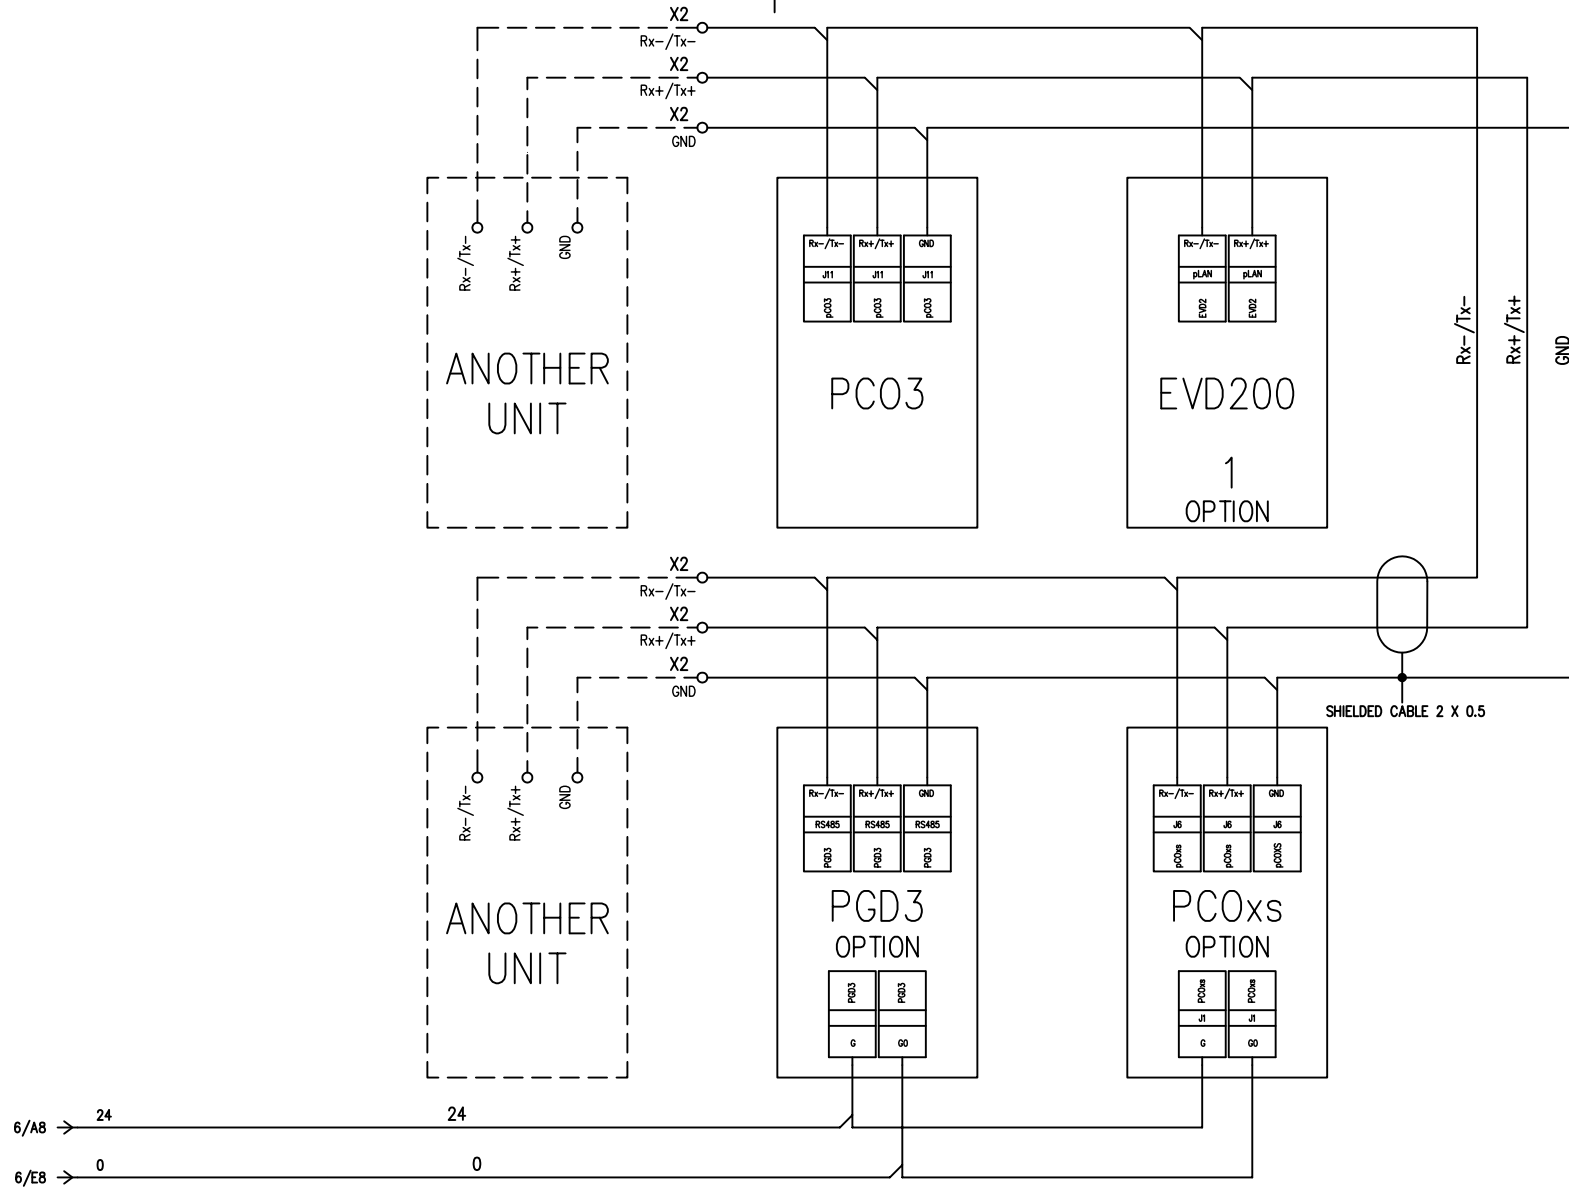 X2
Rx-/Tx-
X2
Rx+/Tx+
X2
GND
Rx-/Tx-
Rx+/Tx+
GND
ANOTHER
UNIT
Rx-/Tx- Rx+/Tx+ GND
J11 J11 J11
pCO3 pCO3 pCO3
PCO3
Rx-/Tx- Rx+/Tx+
pLAN pLAN
EVD2 EVD2
EVD200
1
OPTION
Rx-/Tx-
Rx+/Tx+
GND
X2
Rx-/Tx-
X2
Rx+/Tx+
X2
GND
SHIELDED CABLE 2 X 0.5
Rx-/Tx-
Rx+/Tx+
GND
ANOTHER
UNIT
Rx-/Tx- Rx+/Tx+ GND
RS485 RS485 RS485
PGD3 PGD3 PGD3
PGD3
OPTION
PGD3 PGD3
G G0
Rx-/Tx- Rx+/Tx+ GND
J6 J6 J6
pCOxs pCOxs pCOXS
PCOxs
OPTION
PCOxs PCOxs
J1 J1
G G0
6/A8 24 24
6/E8 0 0